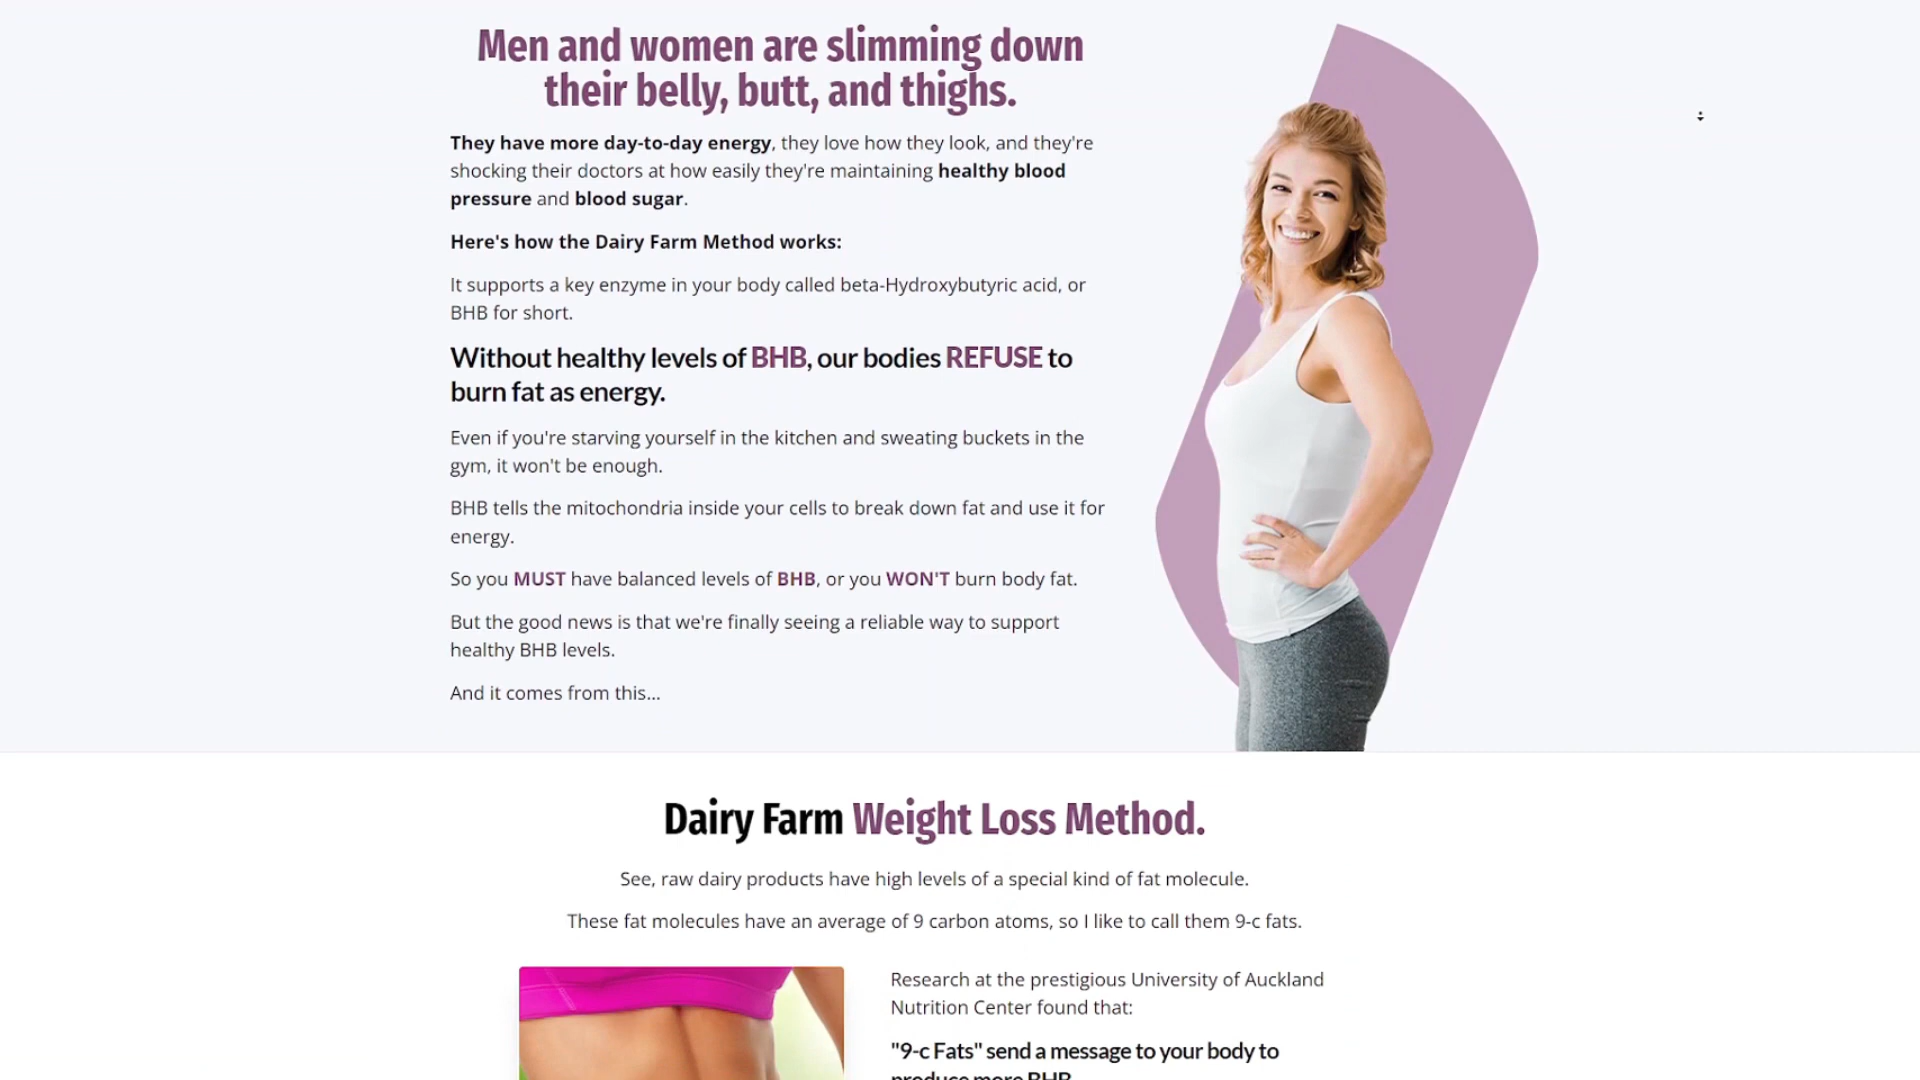 Men and women are slimming down
their belly, butt, and thighs.
They have more day-to-day energy, they love how they look, and they're
shocking their doctors at how easily they're maintaining healthy blood
pressure and blood sugar.
Here's how the Dairy Farm Method works:
It supports a key enzyme in your body called beta-Hydroxybutyric acid, or
BHB for short.
Without healthy levels of BHB, our bodies REFUSE to
burn fat as energy.
Even if you're starving yourself in the kitchen and sweating buckets in the
gym, it won't be enough.
BHB tells the mitochondria inside your cells to break down fat and use it for
energy.
So you MUST have balanced levels of BHB, or you WON'T burn body fat.
But the good news is that we're finally seeing a reliable way to support
healthy BHB levels.
And it comes from this...
Dairy Farm Weight Loss Method.
See, raw dairy products have high levels of a special kind of fat molecule.
These fat molecules have an average of 9 carbon atoms, so I like to call them 9-c fats.
Research at the prestigious University of Auckland
Nutrition Center found that:
"9-c Fats" send a message to your body to
produce more BHB